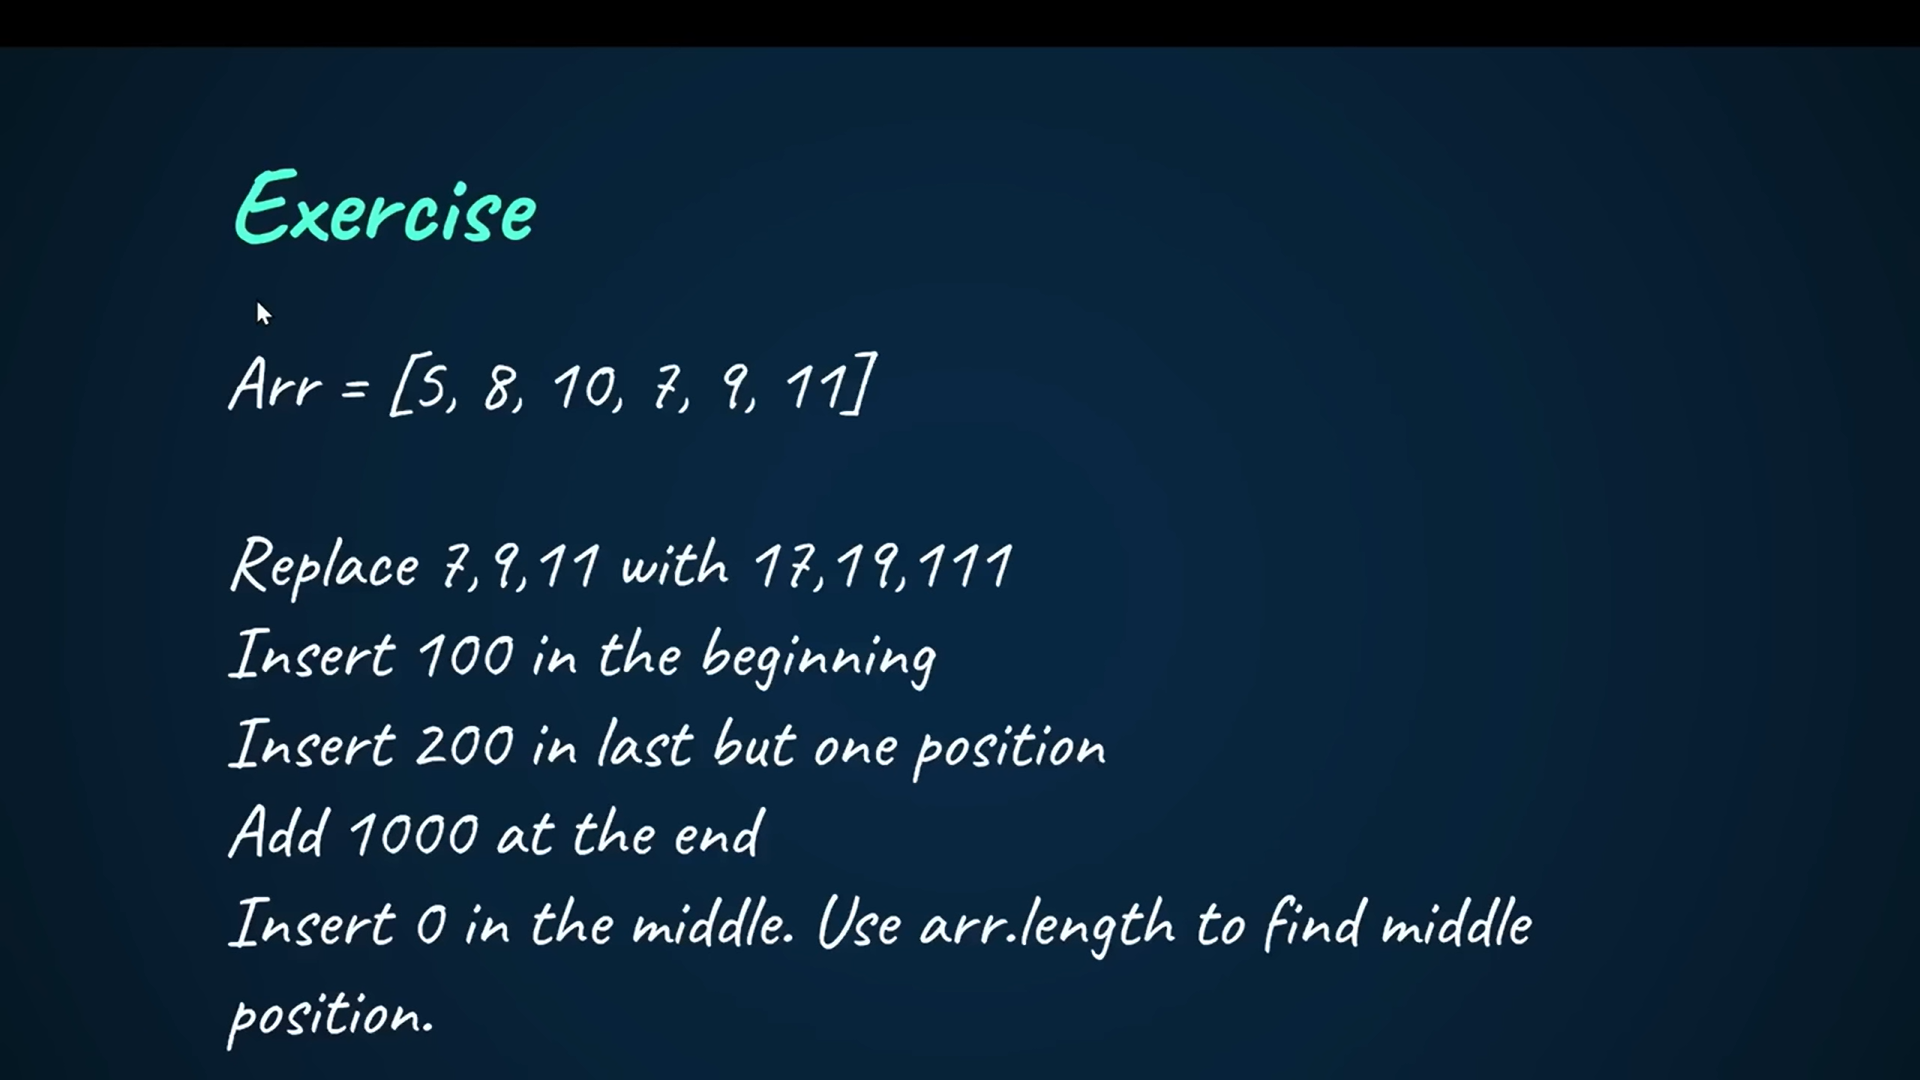 Exercise
Arr = [5, 8, 10, 7, 9, 11]
Replace 7,9,11 with 17,19,111
Insert 100 in the beginning
Insert 200 in last but one position
Add 1000 at the end
Insert 0 in the middle. Use arr.length to find middle
position.